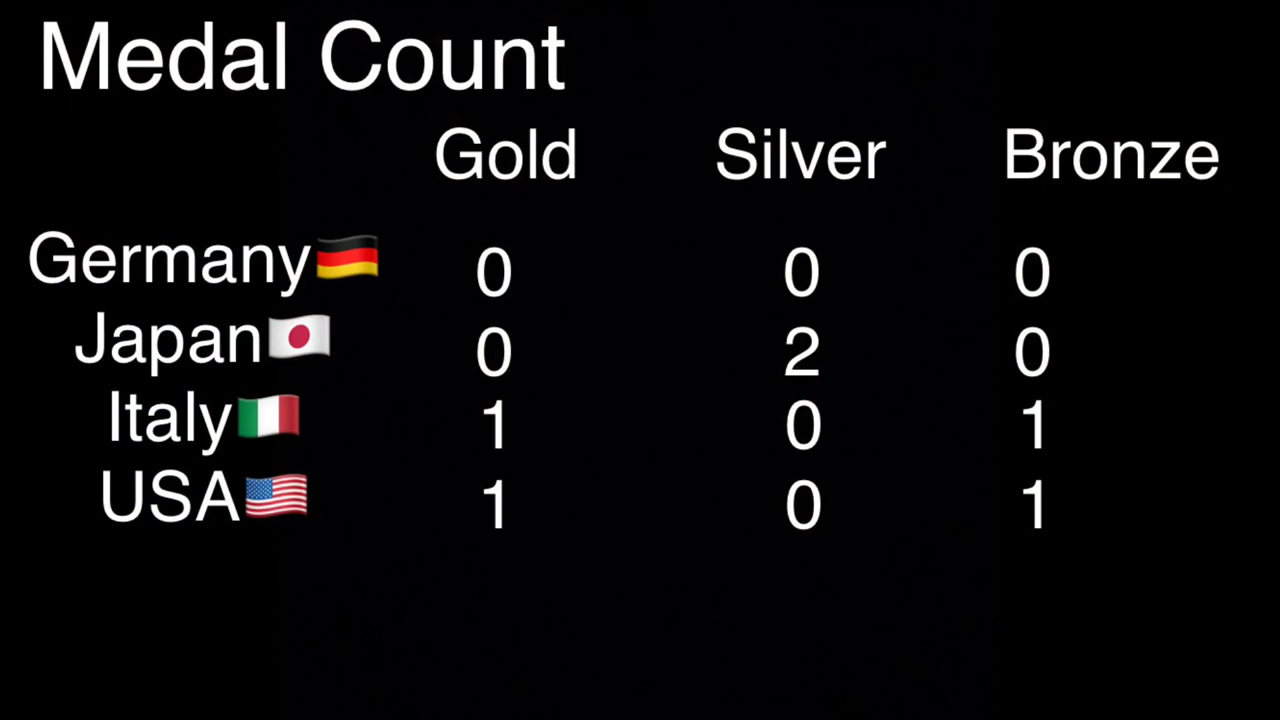 Medal Count
Gold Silver Bronze
Germany🇩🇪 0 0 0
Japan🇯🇵 0 2 0
Italy🇮🇹 1 0 1
USA🇺🇸 1 0 1